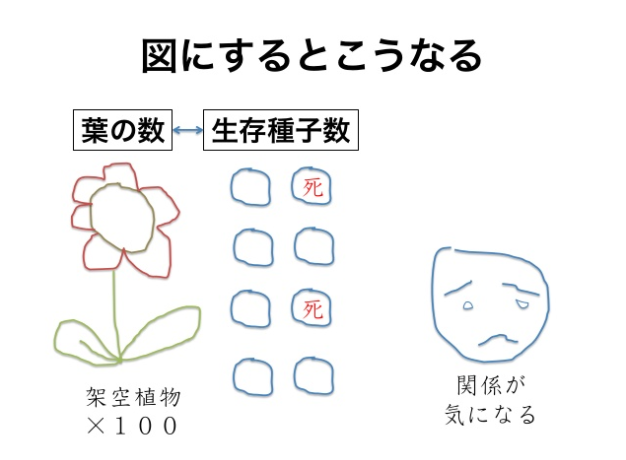 図にするとこうなる
葉の数
生存種子数
死
死
架空植物
×１００
関係が
気になる